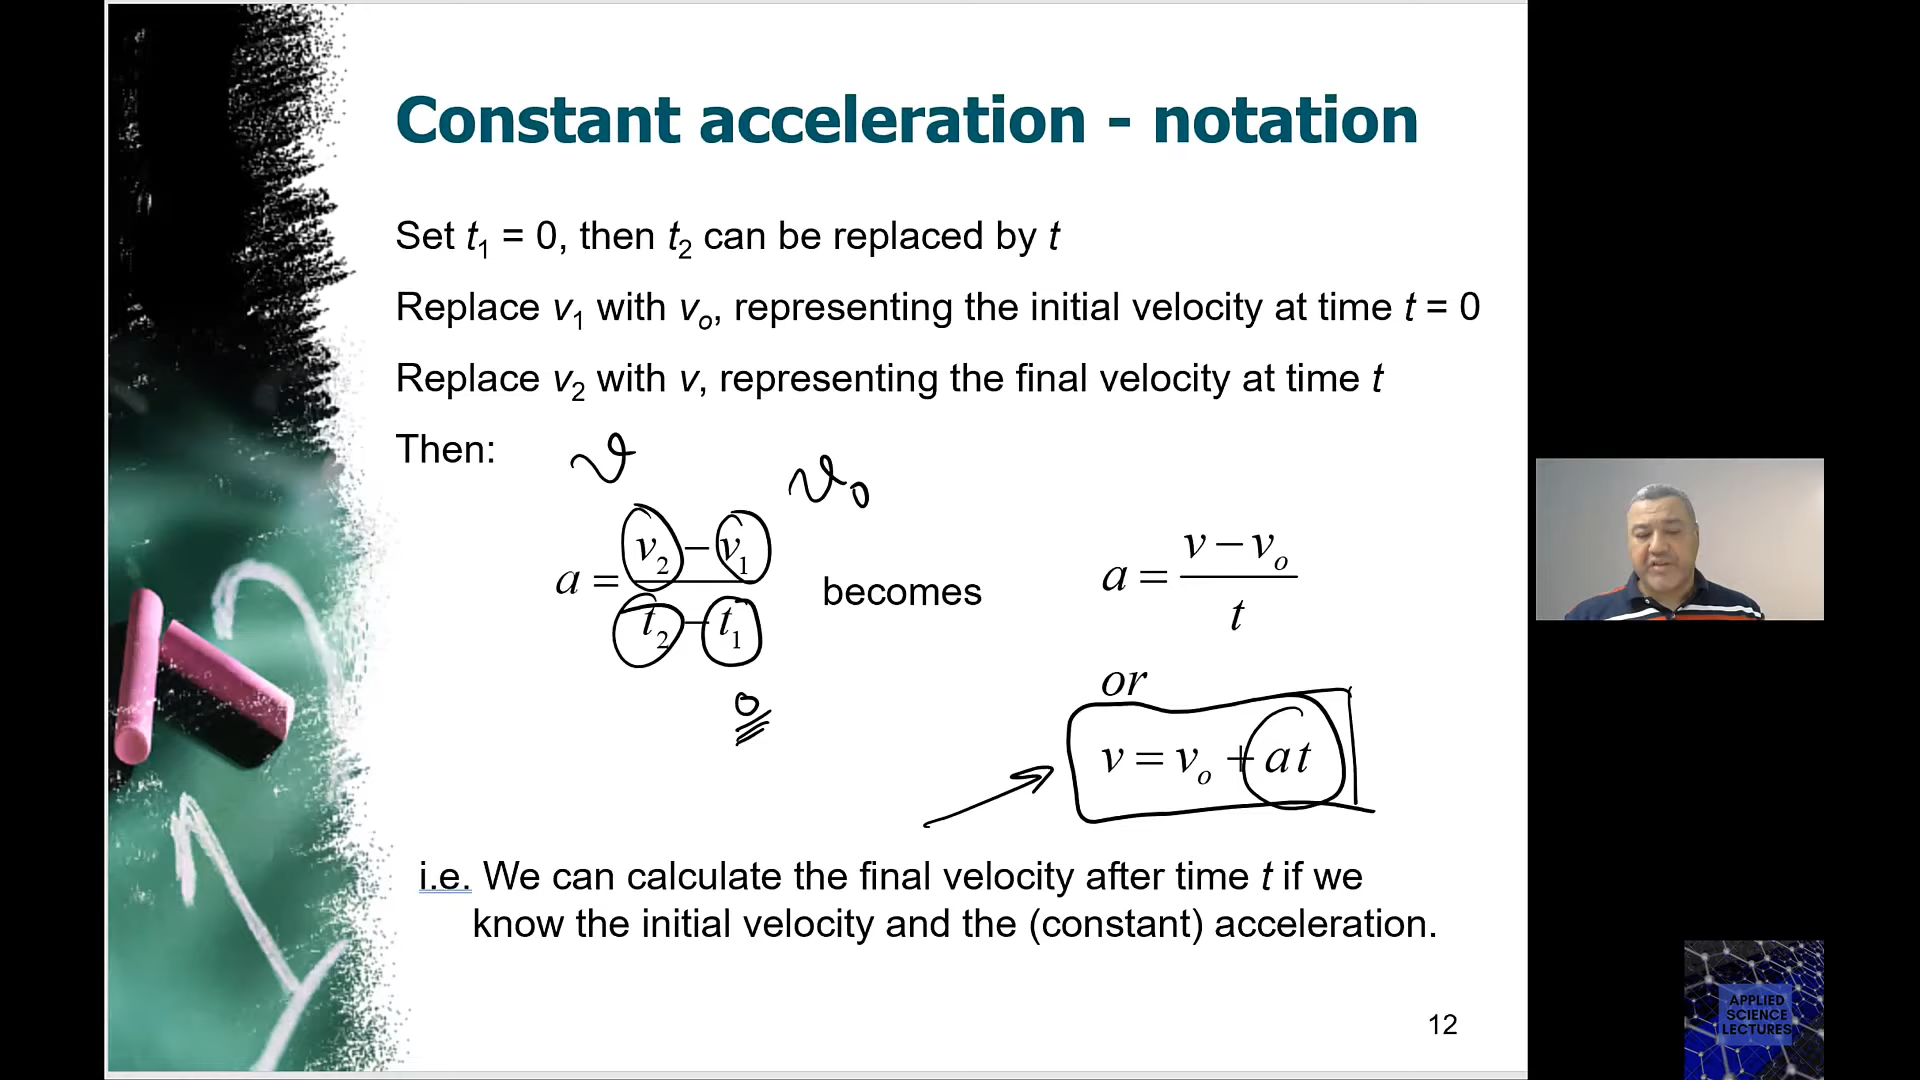 Constant acceleration - notation
Set t₁ = 0, then t₂ can be replaced by t
Replace v₁ with vₒ, representing the initial velocity at time t = 0
Replace v₂ with v, representing the final velocity at time t
Then:
v
vₒ
a = (v₂ − v₁) / (t₂ − t₁)
becomes
a = (v − vₒ) / t
0
or
v = vₒ + at
i.e. We can calculate the final velocity after time t if we
know the initial velocity and the (constant) acceleration.
12
APPLIED
SCIENCE
LECTURES